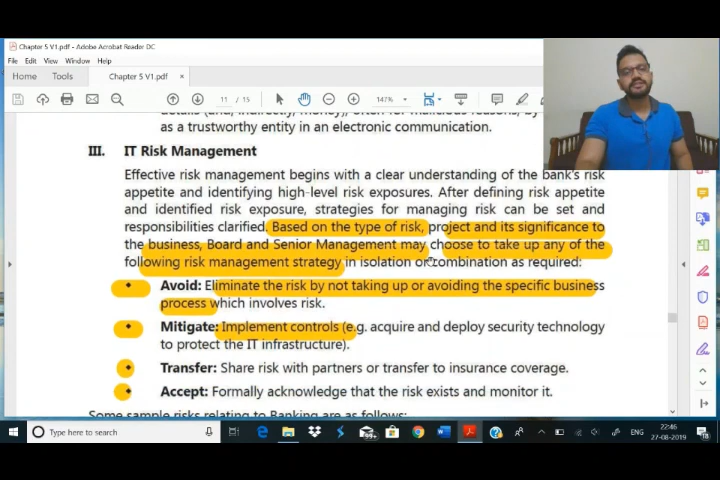 Chapter 5 V1.pdf - Adobe Acrobat Reader DC
File Edit View Window Help
Home Tools Chapter 5 V1.pdf ×
11 / 15 147%
as a trustworthy entity in an electronic communication.
III. IT Risk Management
Effective risk management begins with a clear understanding of the bank's risk
appetite and identifying high-level risk exposures. After defining risk appetite
and identified risk exposure, strategies for managing risk can be set and
responsibilities clarified. Based on the type of risk, project and its significance to
the business, Board and Senior Management may choose to take up any of the
following risk management strategy in isolation or combination as required:
Avoid: Eliminate the risk by not taking up or avoiding the specific business
process which involves risk.
Mitigate: Implement controls (e.g. acquire and deploy security technology
to protect the IT infrastructure).
Transfer: Share risk with partners or transfer to insurance coverage.
Accept: Formally acknowledge that the risk exists and monitor it.
Some sample risks relating to Banking are as follows:
Type here to search
99+
ENG
22:46
27-08-2019